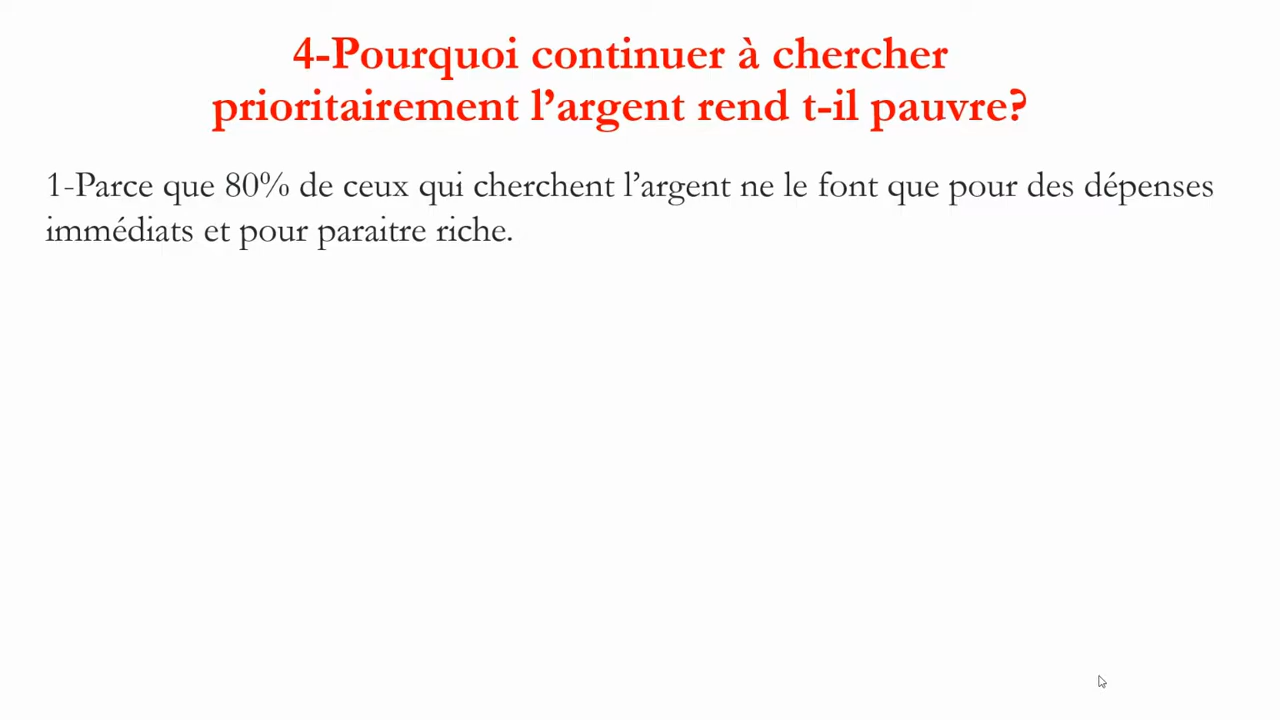 4-Pourquoi continuer à chercher
prioritairement l’argent rend t-il pauvre?
1-Parce que 80% de ceux qui cherchent l’argent ne le font que pour des dépenses
immédiats et pour paraitre riche.